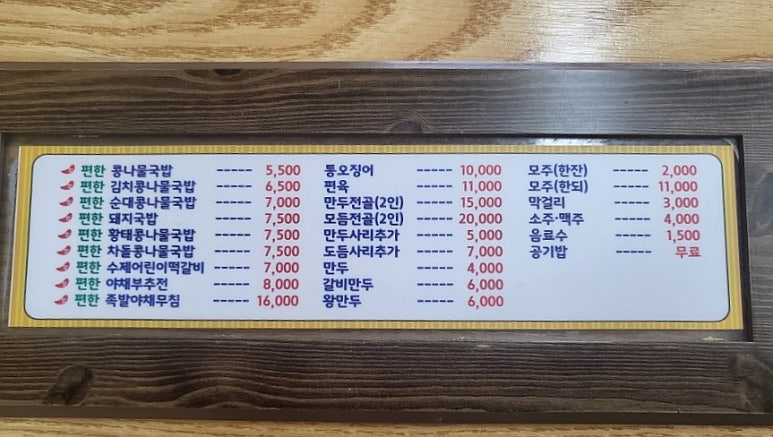 편한 콩나물국밥 ----- 5,500
편한 김치콩나물국밥 ----- 6,500
편한 순대콩나물국밥 ----- 7,000
편한 돼지국밥 ----- 7,500
편한 황태콩나물국밥 ----- 7,500
편한 차돌콩나물국밥 ----- 7,500
편한 수제어린이떡갈비 ----- 7,000
편한 야채부추전 ----- 8,000
편한 족발야채무침 ----- 16,000
통오징어 ----- 10,000
편육 ----- 11,000
만두전골(2인) ----- 15,000
모듬전골(2인) ----- 20,000
만두사리추가 ----- 5,000
모듬사리추가 ----- 7,000
만두 ----- 4,000
갈비만두 ----- 6,000
왕만두 ----- 6,000
모주(한잔) ----- 2,000
모주(한되) ----- 11,000
막걸리 ----- 3,000
소주·맥주 ----- 4,000
음료수 ----- 1,500
공기밥 ----- 무료